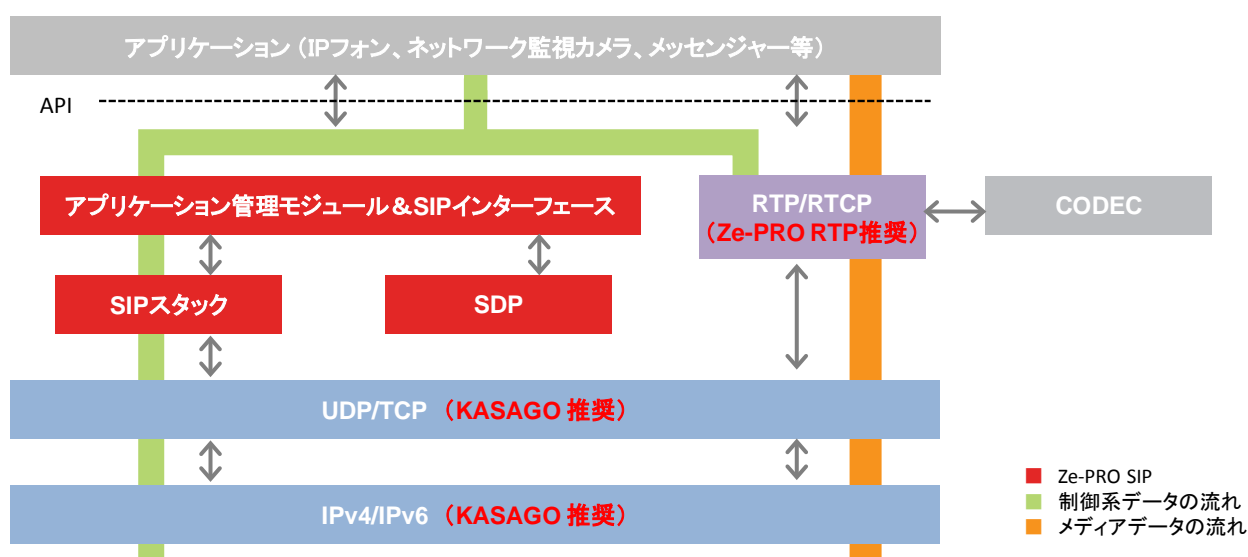 アプリケーション（IPフォン、ネットワーク監視カメラ、メッセンジャー等）
API
アプリケーション管理モジュール＆SIPインターフェース
RTP/RTCP
（Ze-PRO RTP推奨）
CODEC
SIPスタック
SDP
UDP/TCP （KASAGO 推奨）
IPv4/IPv6 （KASAGO 推奨）
Ze-PRO SIP
制御系データの流れ
メディアデータの流れ